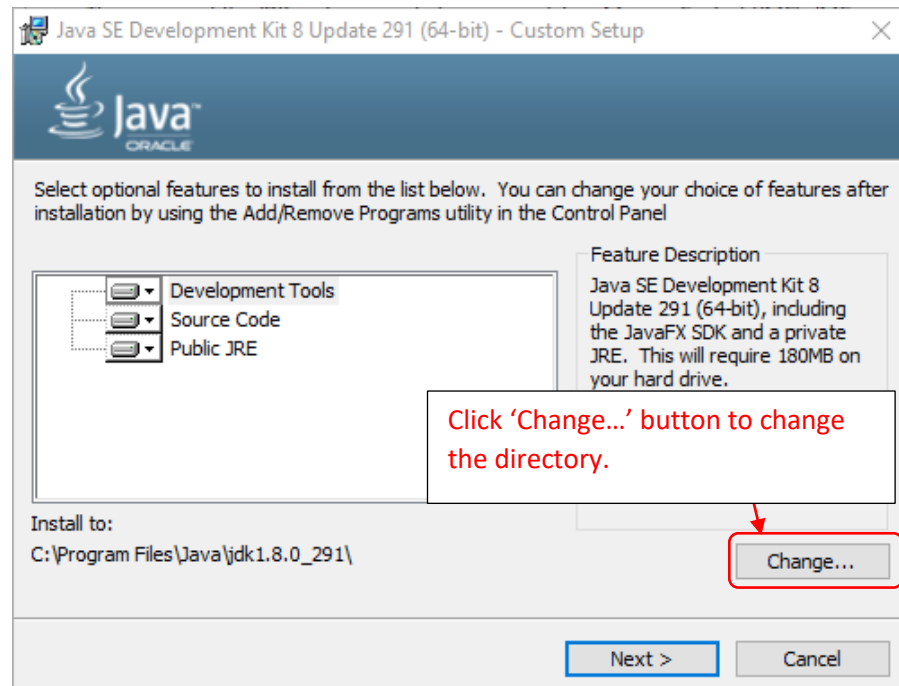 Java SE Development Kit 8 Update 291 (64-bit) - Custom Setup
Java™
ORACLE
Select optional features to install from the list below. You can change your choice of features after
installation by using the Add/Remove Programs utility in the Control Panel
Development Tools
Source Code
Public JRE
Feature Description
Java SE Development Kit 8
Update 291 (64-bit), including
the JavaFX SDK and a private
JRE. This will require 180MB on
your hard drive.
Click ‘Change…’ button to change
the directory.
Install to:
C:\Program Files\Java\jdk1.8.0_291\
Change...
Next >
Cancel